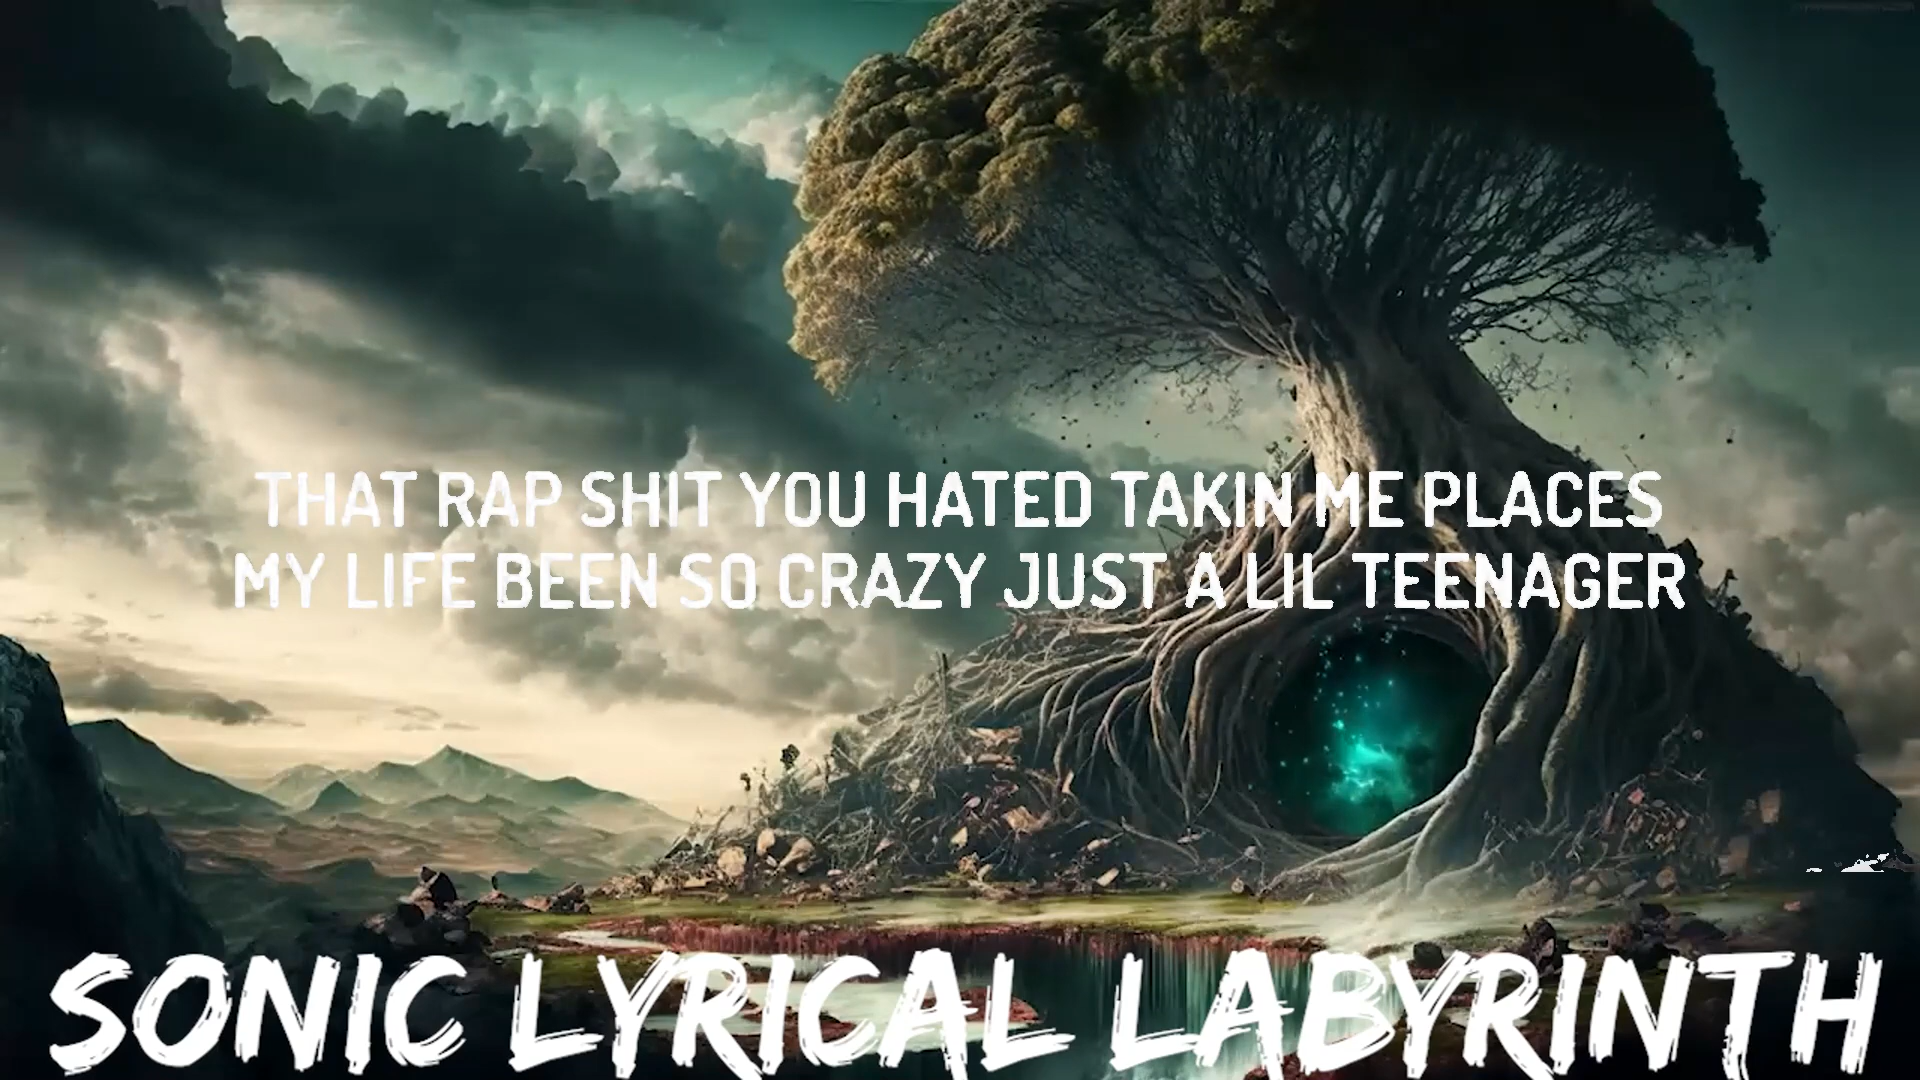 THAT RAP SHIT YOU HATED TAKIN ME PLACES
MY LIFE BEEN SO CRAZY JUST A LIL TEENAGER
SONIC LYRICAL LABYRINTH